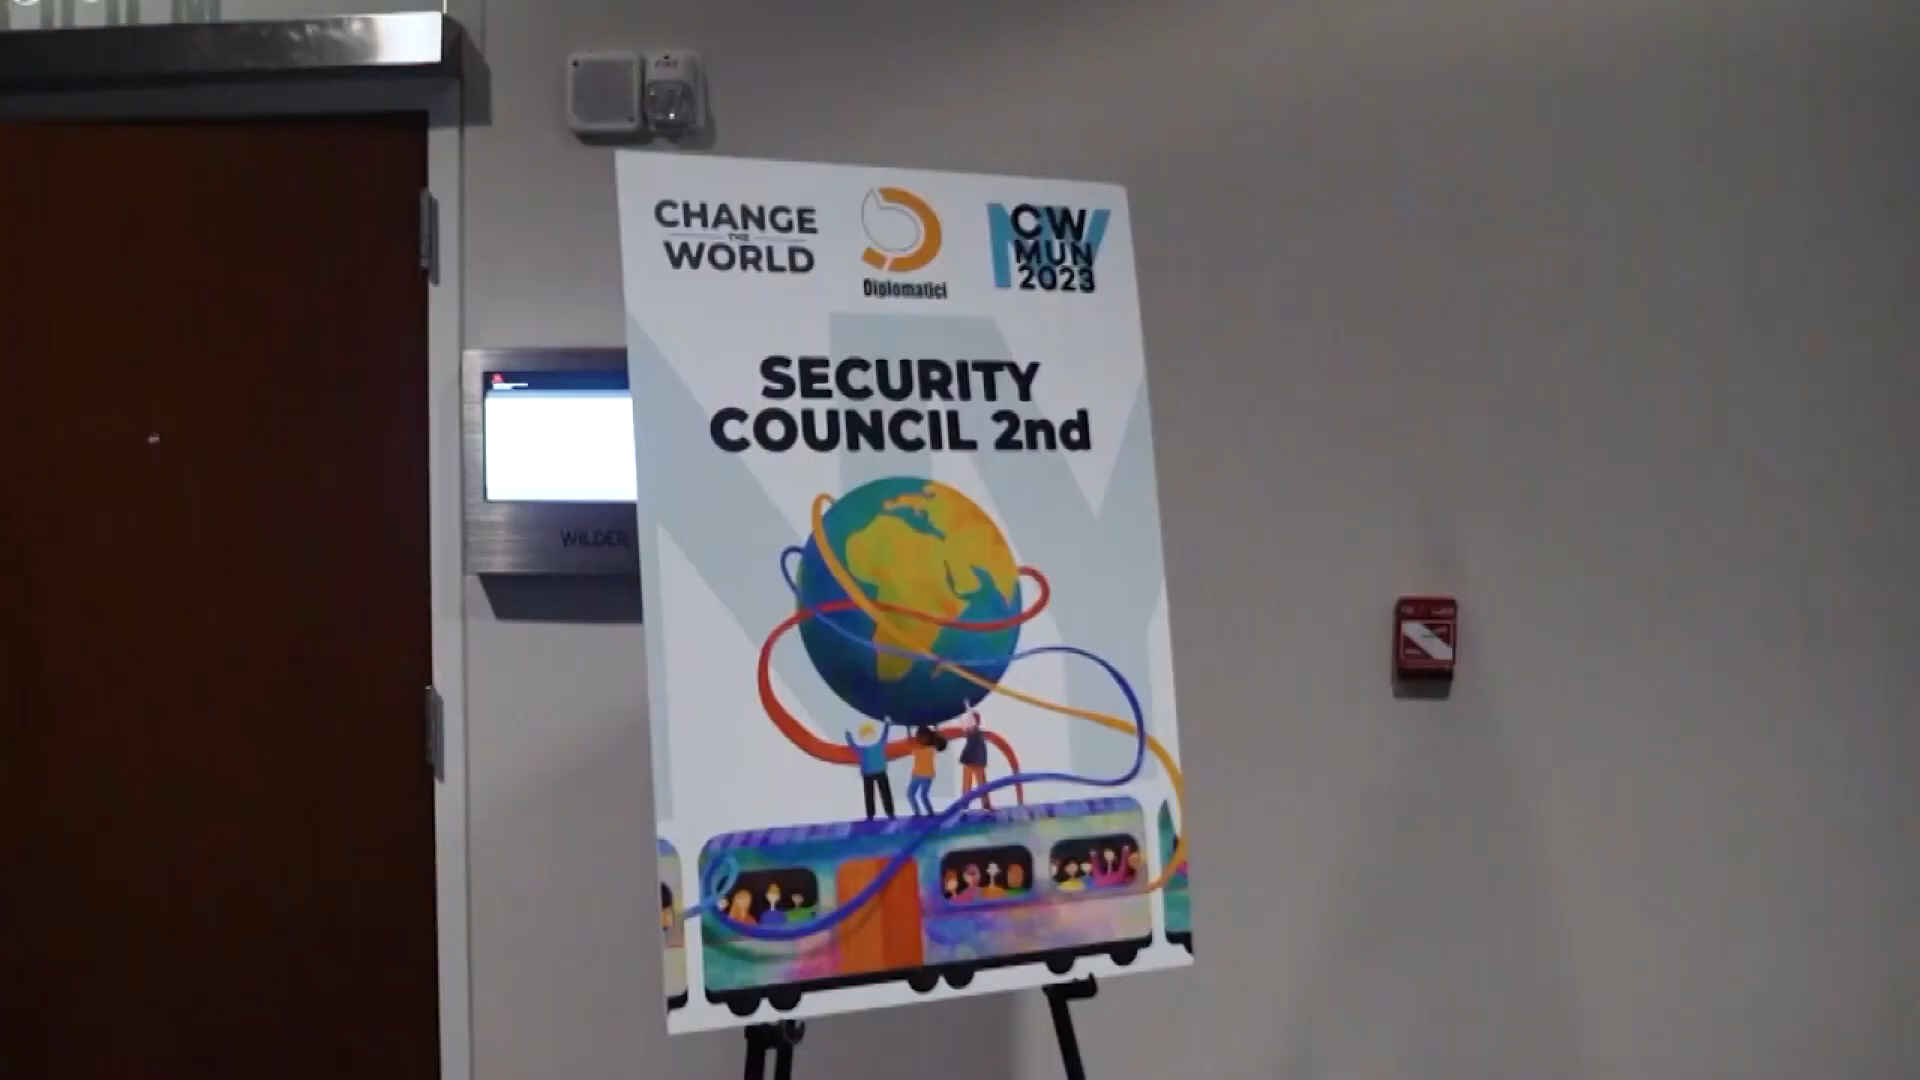 CHANGE
THE
WORLD
Diplomatici
CW
MUN
2023
SECURITY
COUNCIL 2nd
WILDER